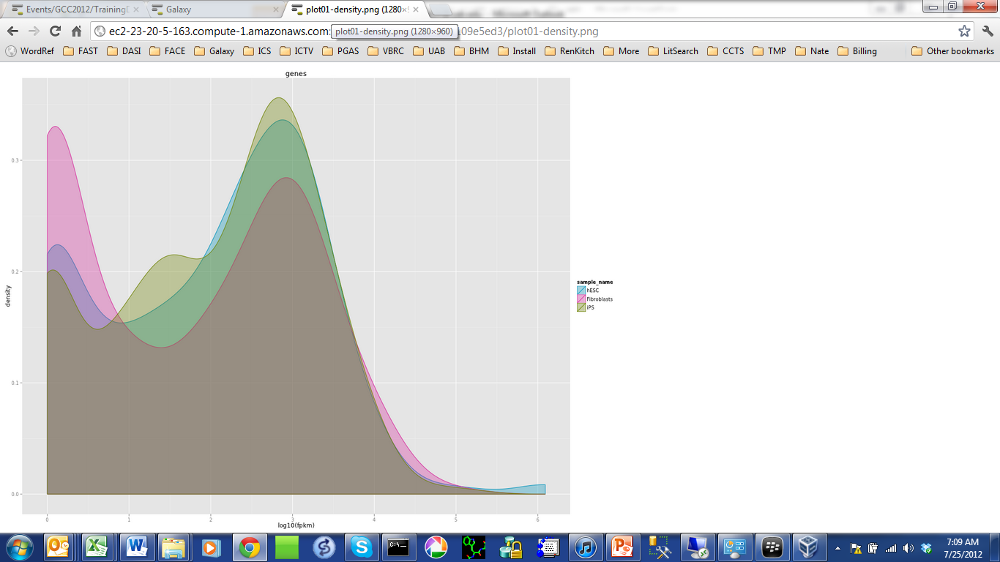 Events/GCC2012/Training
Galaxy
plot01-density.png (1280×
ec2-23-20-5-163.compute-1.amazonaws.com: 09e5ed3/plot01-density.png
plot01-density.png (1280×960)
WordRef FAST DASI FACE Galaxy ICS ICTV PGAS VBRC UAB BHM Install RenKitch More LitSearch CCTS TMP Nate Billing Other bookmarks
genes
0.3
0.2
0.1
0.0
density
0 1 2 3 4 5 6
log10(fpkm)
sample_name
hESC
Fibroblasts
iPS
7:09 AM
7/25/2012